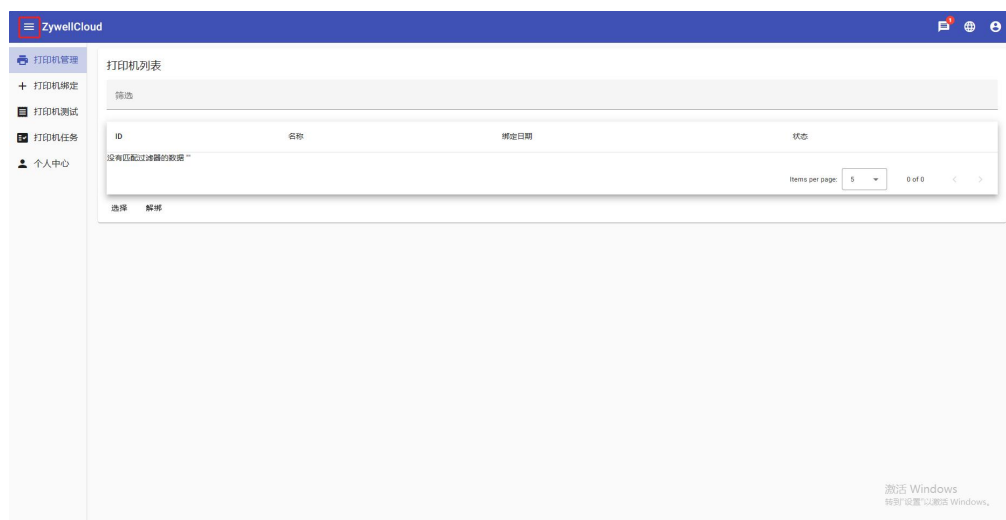 ZywellCloud
1
打印机管理
打印机绑定
打印机测试
打印机任务
个人中心
打印机列表
筛选
ID 名称 绑定日期 状态
没有匹配过滤器的数据 ""
Items per page: 5 0 of 0
选择 解绑
激活 Windows
转到"设置"以激活 Windows。